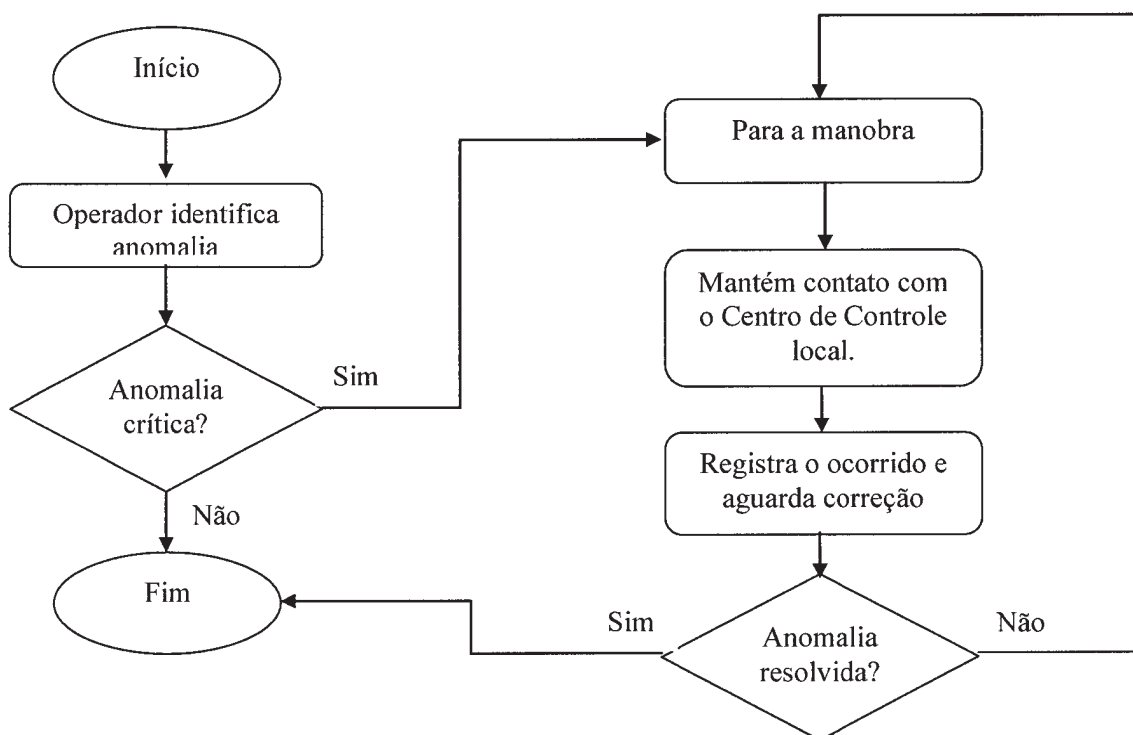 Início
Operador identifica
anomalia
Anomalia
crítica?
Sim
Não
Fim
Para a manobra
Mantém contato com
o Centro de Controle
local.
Registra o ocorrido e
aguarda correção
Anomalia
resolvida?
Sim
Não